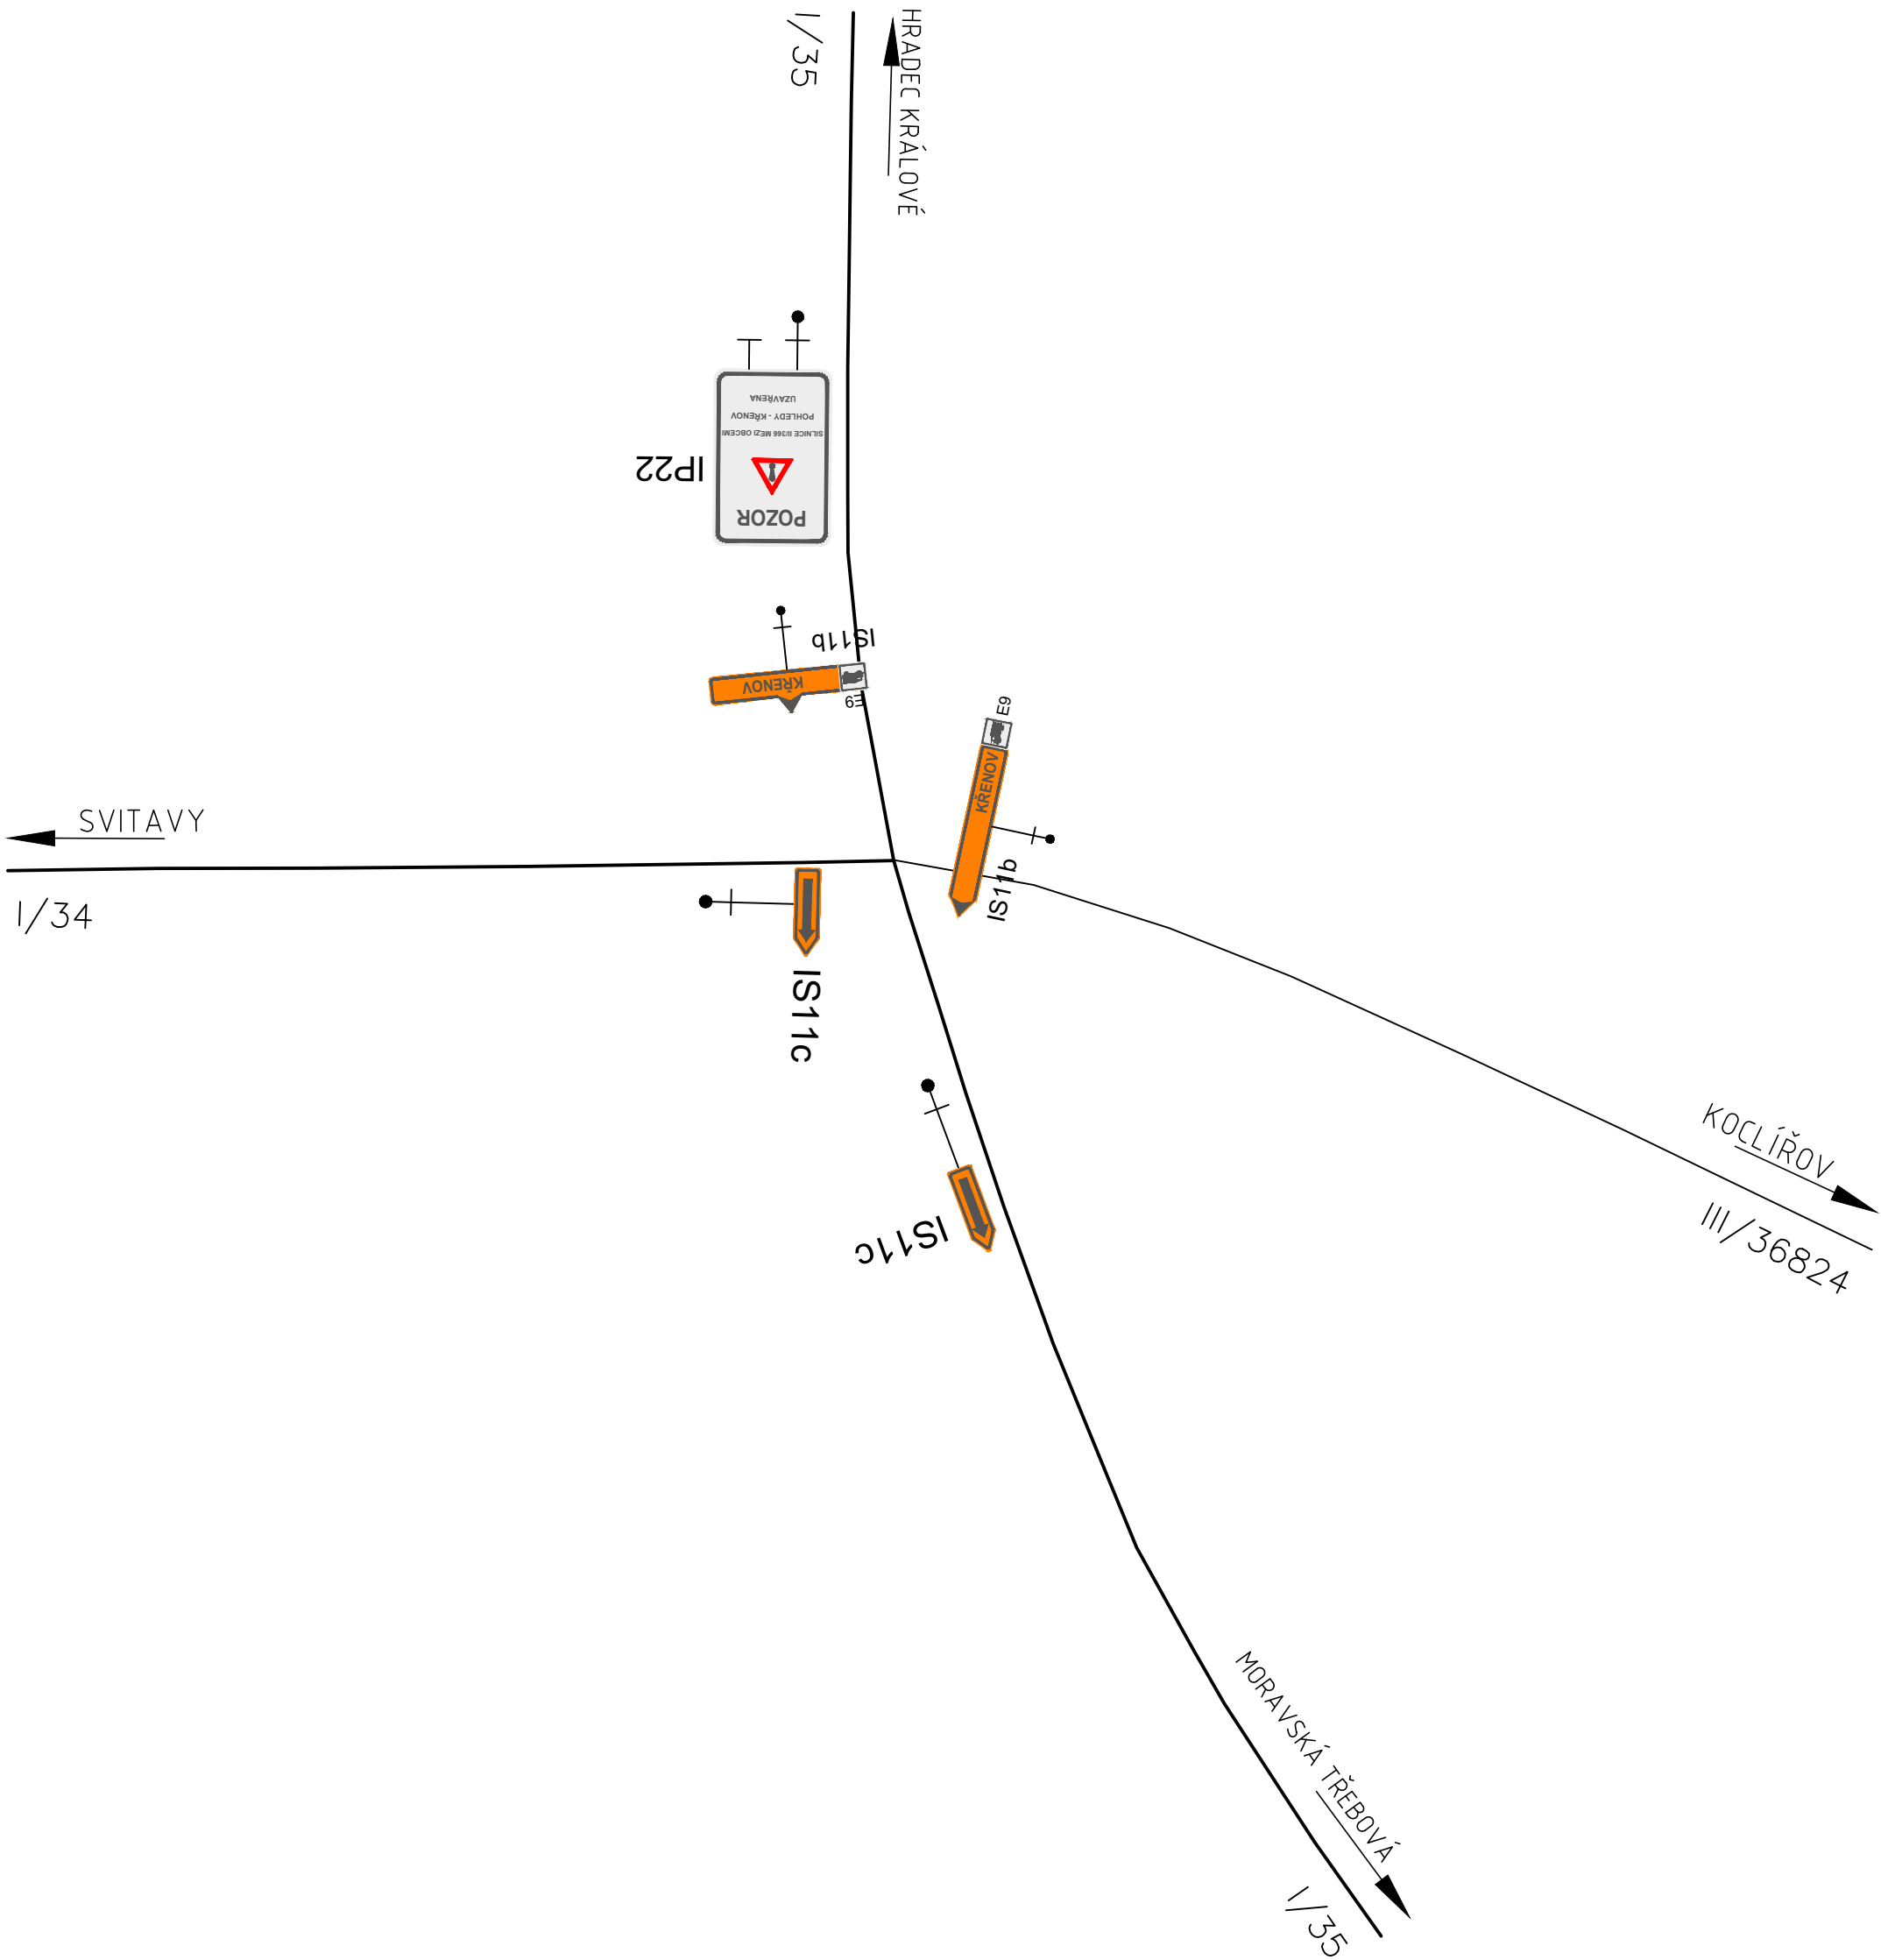 I/35
HRADEC KRÁLOVÉ
IP22
POZOR
SILNICE II/366 MEZI OBCEMI
POHLEDY - KŘENOV
UZAVŘENA
IS11b
KŘENOV
E9
E9
KŘENOV
IS11b
SVITAVY
I/34
IS11c
IS11c
KOCLÍŘOV
III/36824
MORAVSKÁ TŘEBOVÁ
I/35